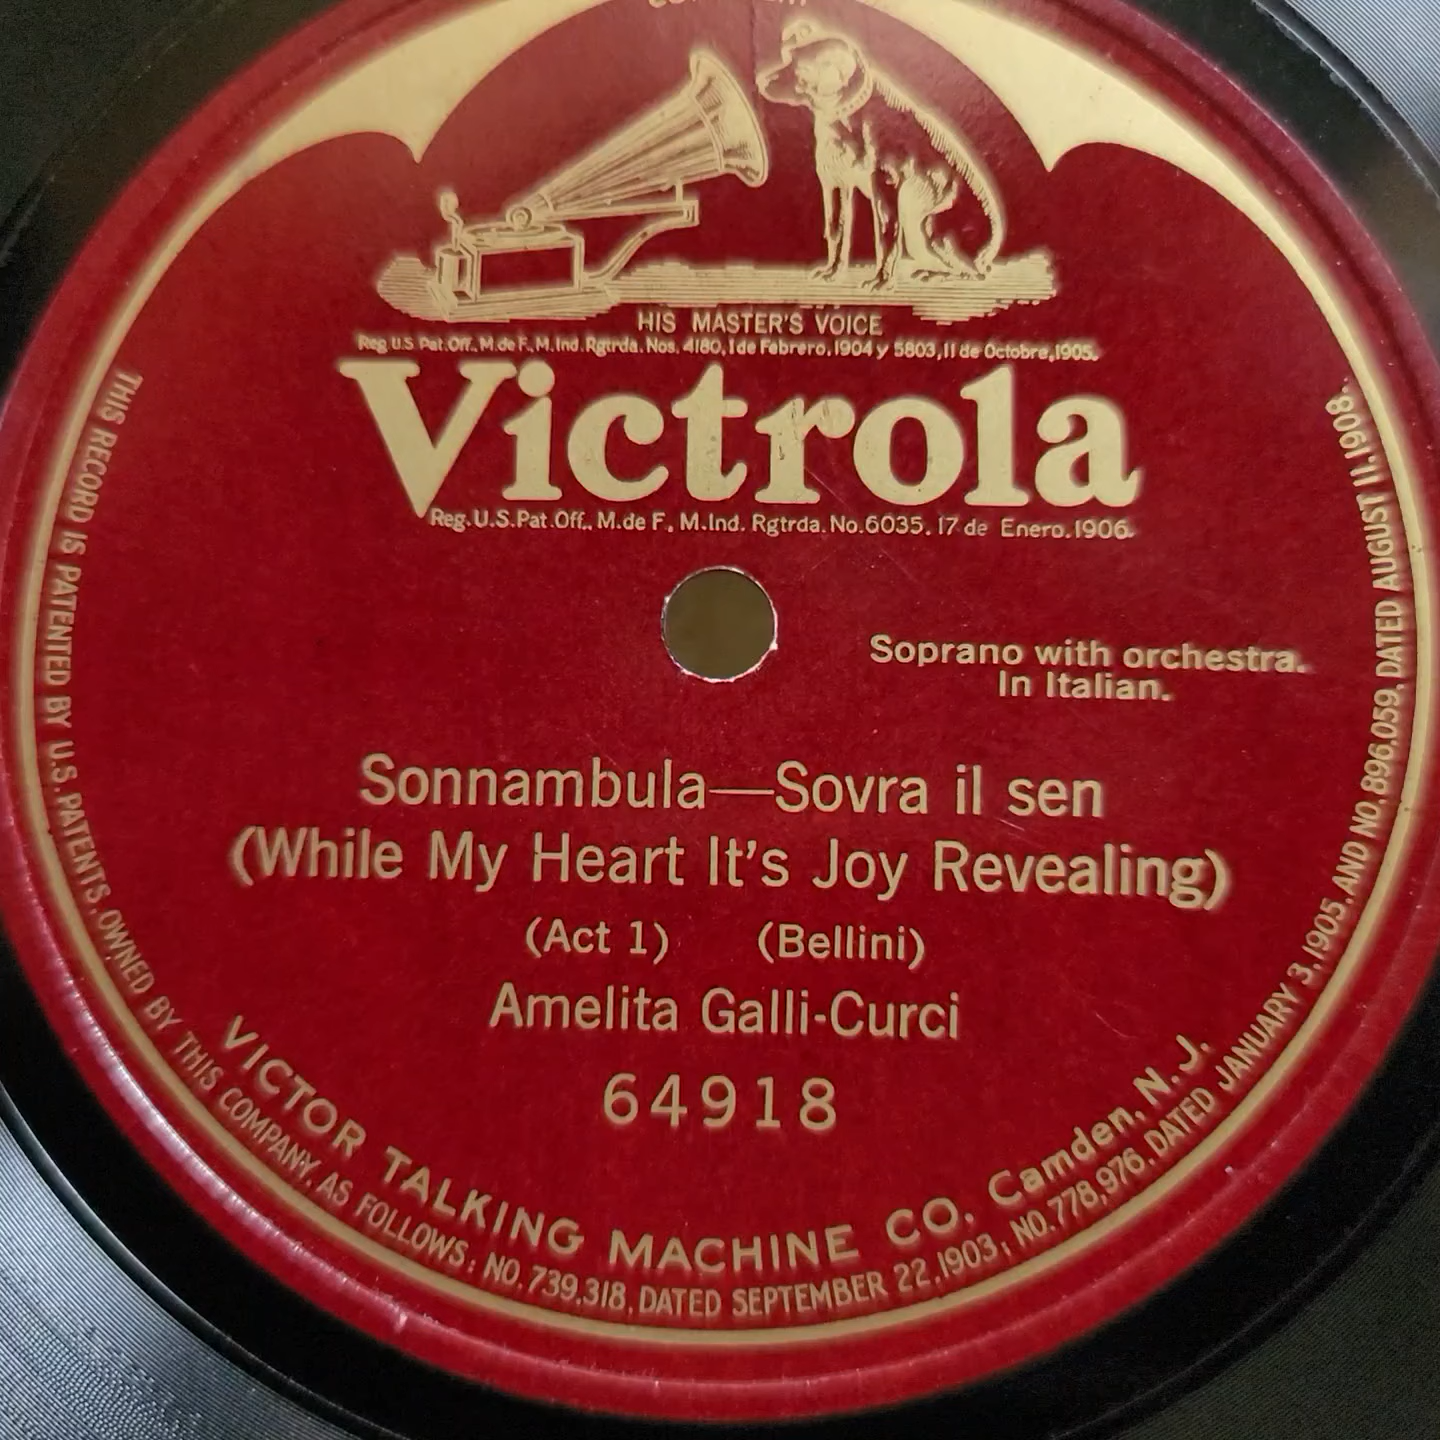 HIS MASTER'S VOICE
Reg. U.S. Pat. Off., M. de F., M. Ind. Rgtrda. Nos. 4180, 1 de Febrero, 1904 y 5803, 11 de Octobre, 1905.
Victrola
Reg. U.S. Pat. Off., M. de F., M. Ind. Rgtrda. No. 6035. 17 de Enero. 1906.
Soprano with orchestra.
In Italian.
Sonnambula—Sovra il sen
(While My Heart It's Joy Revealing)
(Act 1) (Bellini)
Amelita Galli-Curci
64918
VICTOR TALKING MACHINE CO. Camden, N. J.
THIS RECORD IS PATENTED BY U.S. PATENTS, OWNED BY THIS COMPANY, AS FOLLOWS: NO. 739,318, DATED SEPTEMBER 22, 1903; NO. 778,976, DATED JANUARY 3, 1905, AND NO. 896,059, DATED AUGUST 11, 1908.